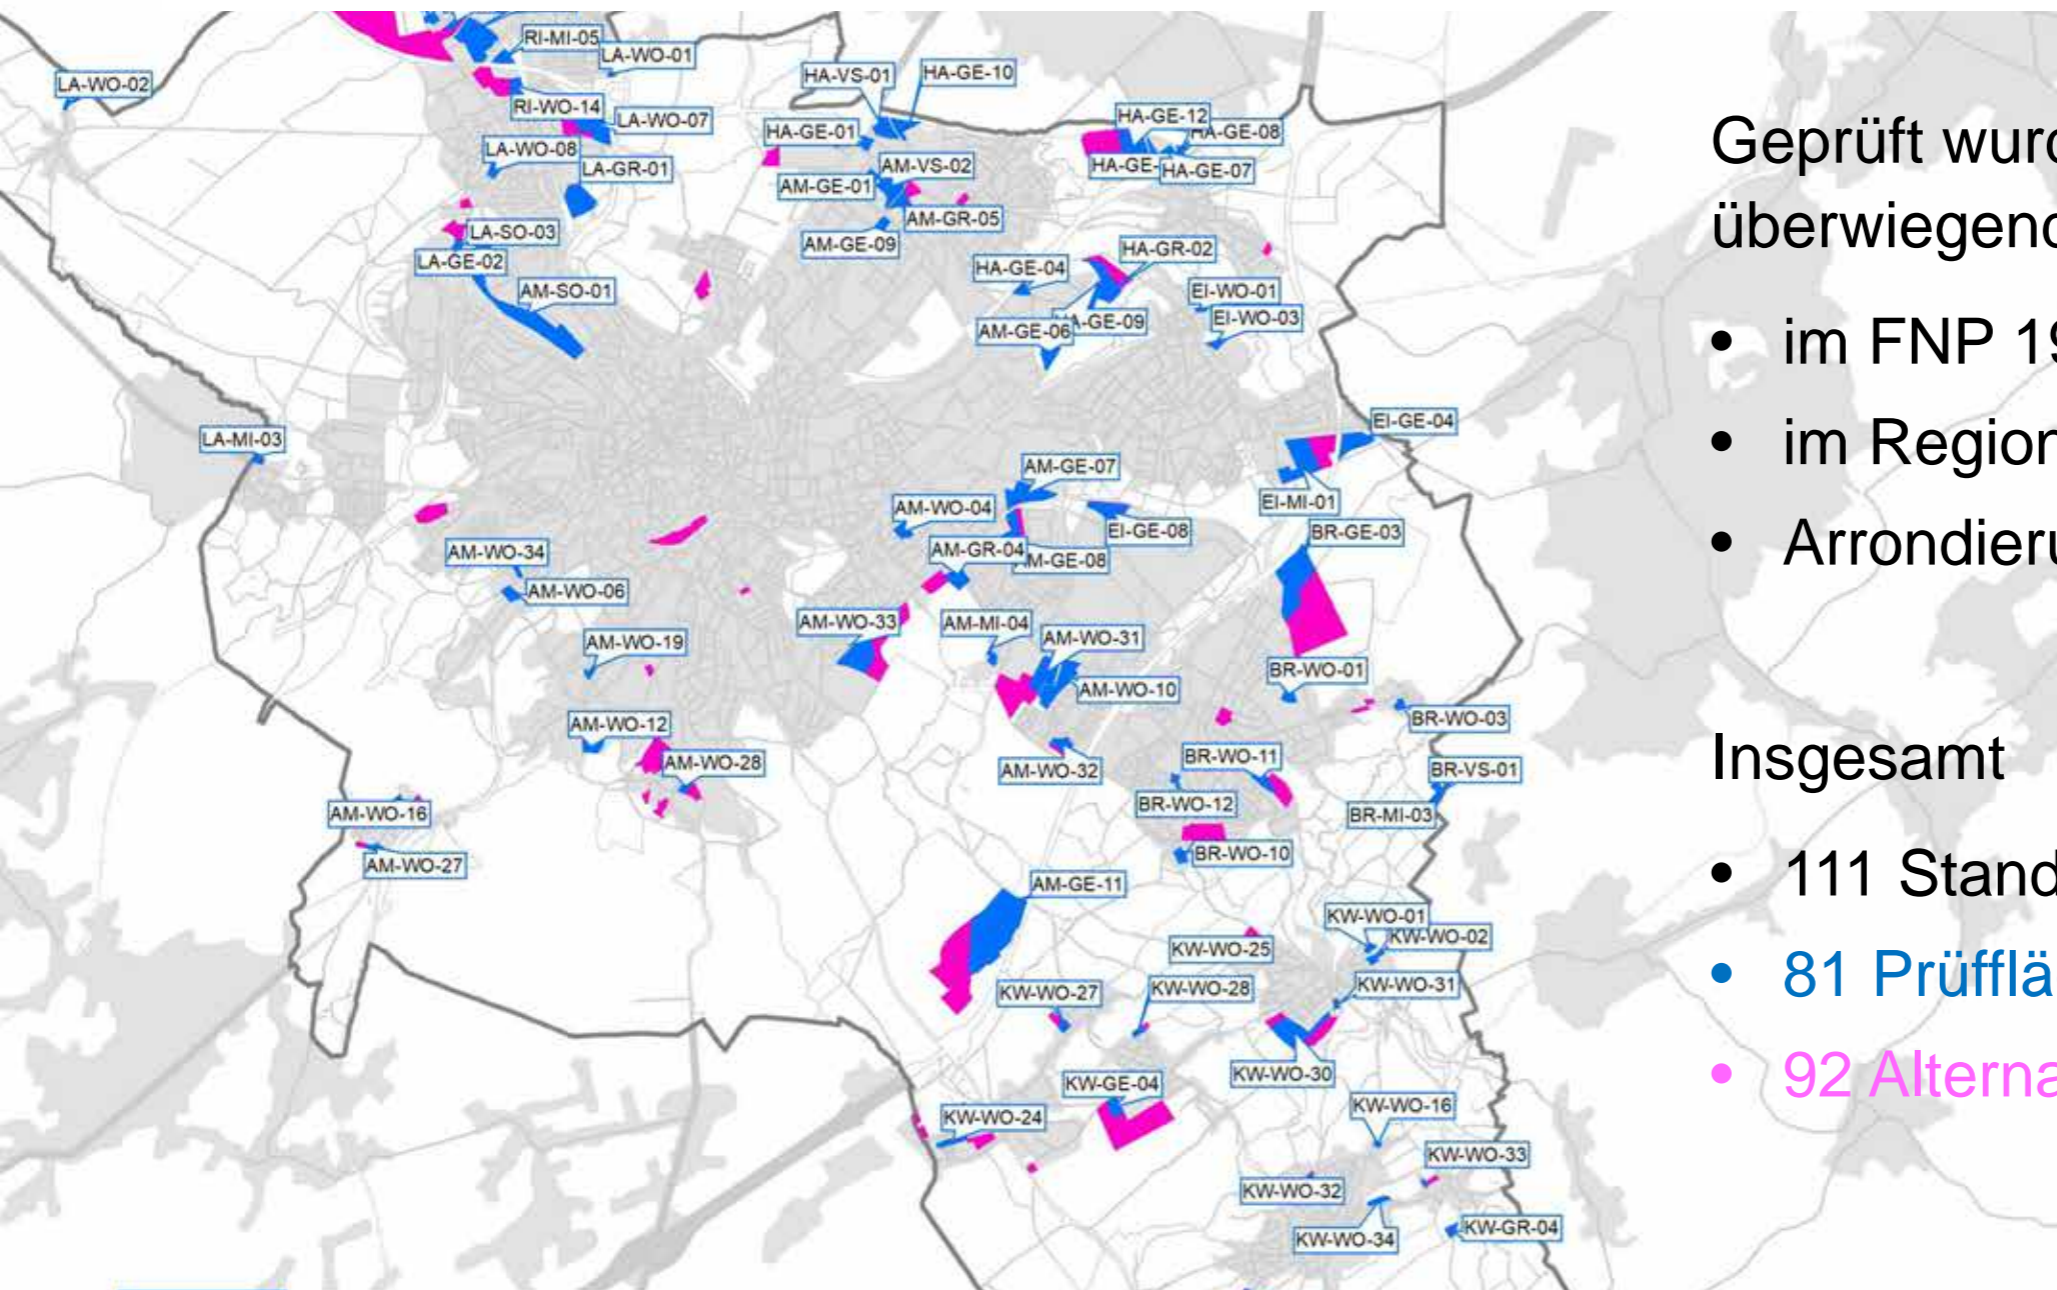 RI-MI-05
LA-WO-01
LA-WO-02
HA-VS-01
HA-GE-10
RI-WO-14
LA-WO-07
HA-GE-12
HA-GE-01
HA-GE-08
LA-WO-08
LA-GR-01
AM-VS-02
HA-GE-
HA-GE-07
AM-GE-01
AM-GR-05
LA-SO-03
AM-GE-09
LA-GE-02
HA-GR-02
HA-GE-04
AM-SO-01
EI-WO-01
AM-GE-06
A-GE-09
EI-WO-03
EI-GE-04
LA-MI-03
AM-GE-07
AM-WO-04
EI-MI-01
EI-GE-08
BR-GE-03
AM-WO-34
AM-GR-04
M-GE-08
AM-WO-06
AM-WO-33
AM-MI-04
AM-WO-31
AM-WO-19
BR-WO-01
AM-WO-10
AM-WO-12
BR-WO-03
AM-WO-28
AM-WO-32
BR-WO-11
BR-VS-01
BR-WO-12
AM-WO-16
BR-MI-03
BR-WO-10
AM-WO-27
AM-GE-11
KW-WO-01
KW-WO-02
KW-WO-25
KW-WO-31
KW-WO-27
KW-WO-28
KW-WO-30
KW-GE-04
KW-WO-24
KW-WO-16
KW-WO-33
KW-WO-32
KW-WO-34
KW-GR-04
Geprüft wurd
überwiegend
• im FNP 19
• im Region
• Arrondieru
Insgesamt
• 111 Stand
• 81 Prüfflä
• 92 Alterna